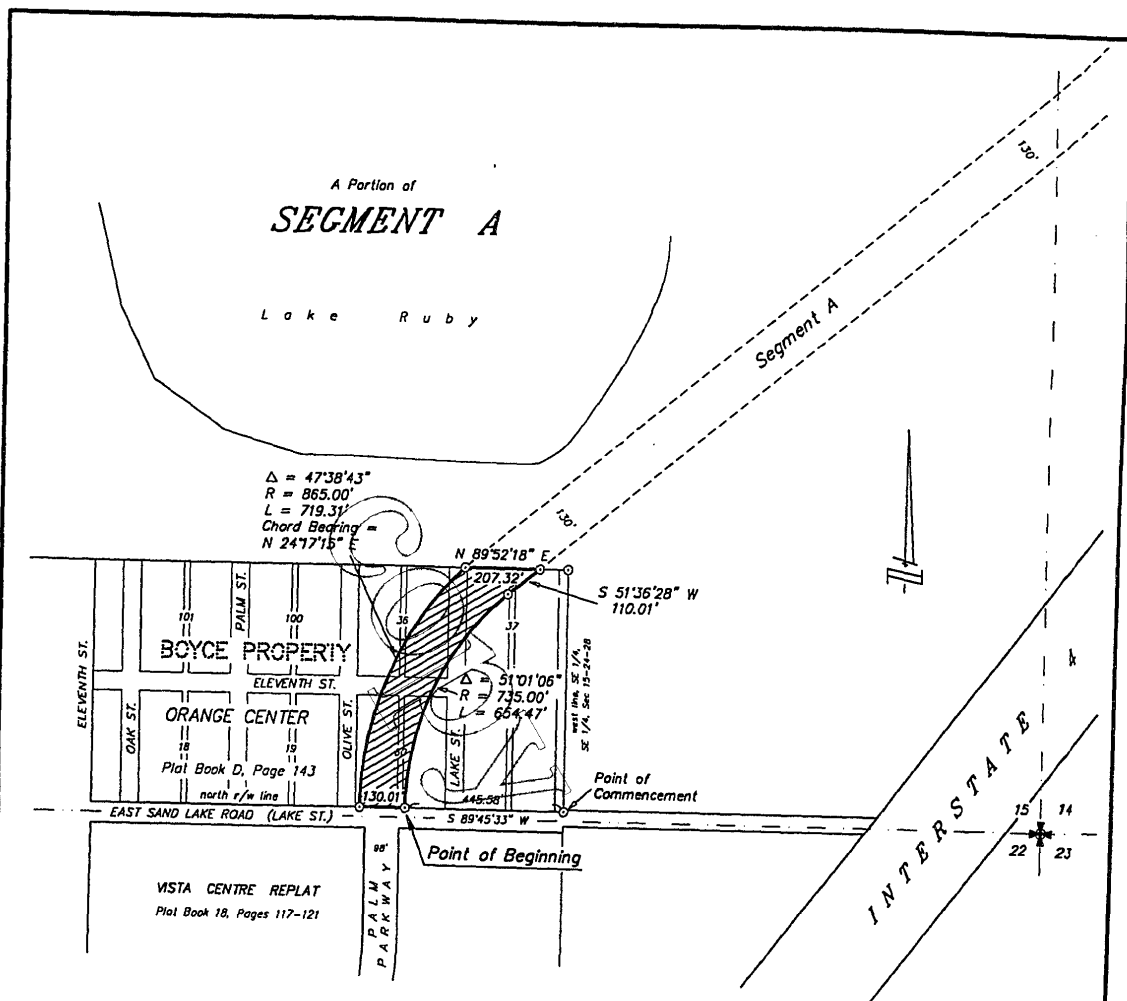 A Portion of
SEGMENT A
Lake Ruby
130'
Segment A
Δ = 47°38'43"
R = 865.00'
L = 719.31'
Chord Bearing =
N 24°17'15" E
130'
N 89°52'18" E
207.32'
S 51°36'28" W
110.01'
ELEVENTH ST.
OAK ST.
101
PALM ST.
100
36
37
BOYCE PROPERTY
ELEVENTH ST.
ORANGE CENTER
OLIVE ST.
18
19
Plat Book D, Page 143
north r/w line
Δ = 51°01'06"
R = 735.00'
= 654.47'
LAKE ST.
west line, SE 1/4,
SE 1/4, Sec 15-24-28
Point of
Commencement
130.01'
445.58'
EAST SAND LAKE ROAD (LAKE ST.)
S 89°45'33" W
Point of Beginning
98'
PALM
PARKWAY
VISTA CENTRE REPLAT
Plat Book 18, Pages 117-121
INTERSTATE 4
15 14
22 23